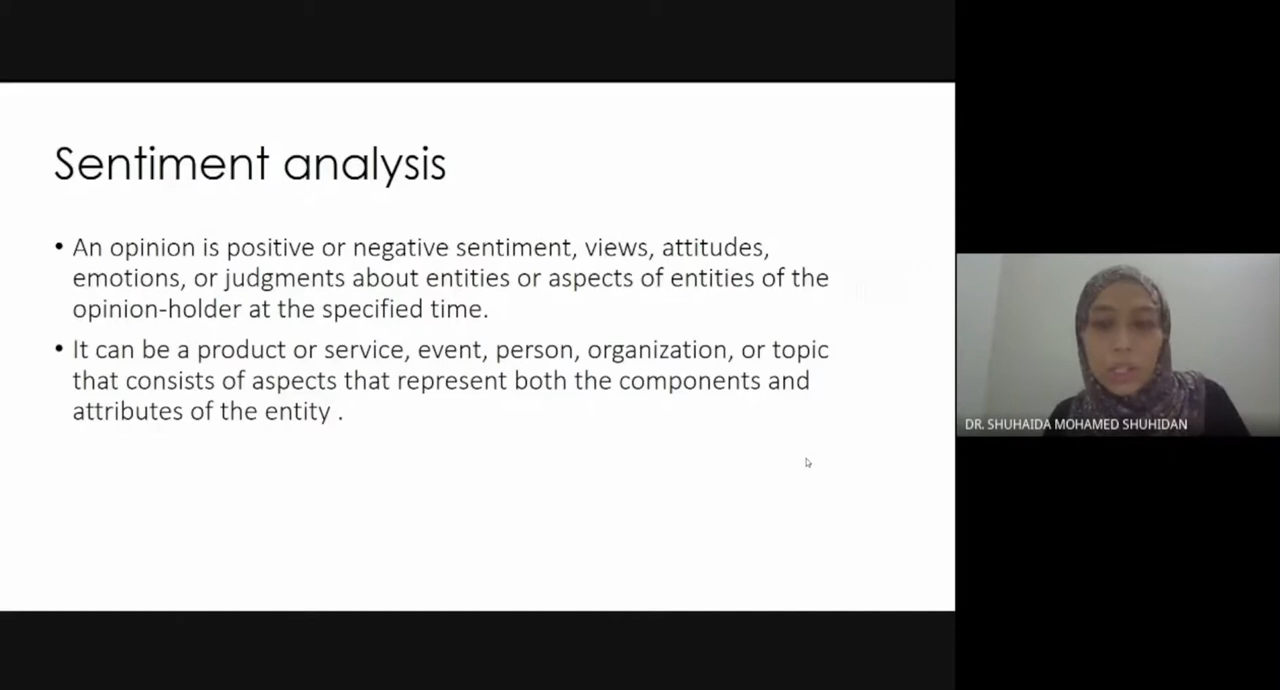 Sentiment analysis
• An opinion is positive or negative sentiment, views, attitudes,
emotions, or judgments about entities or aspects of entities of the
opinion-holder at the specified time.
• It can be a product or service, event, person, organization, or topic
that consists of aspects that represent both the components and
attributes of the entity .
DR. SHUHAIDA MOHAMED SHUHIDAN